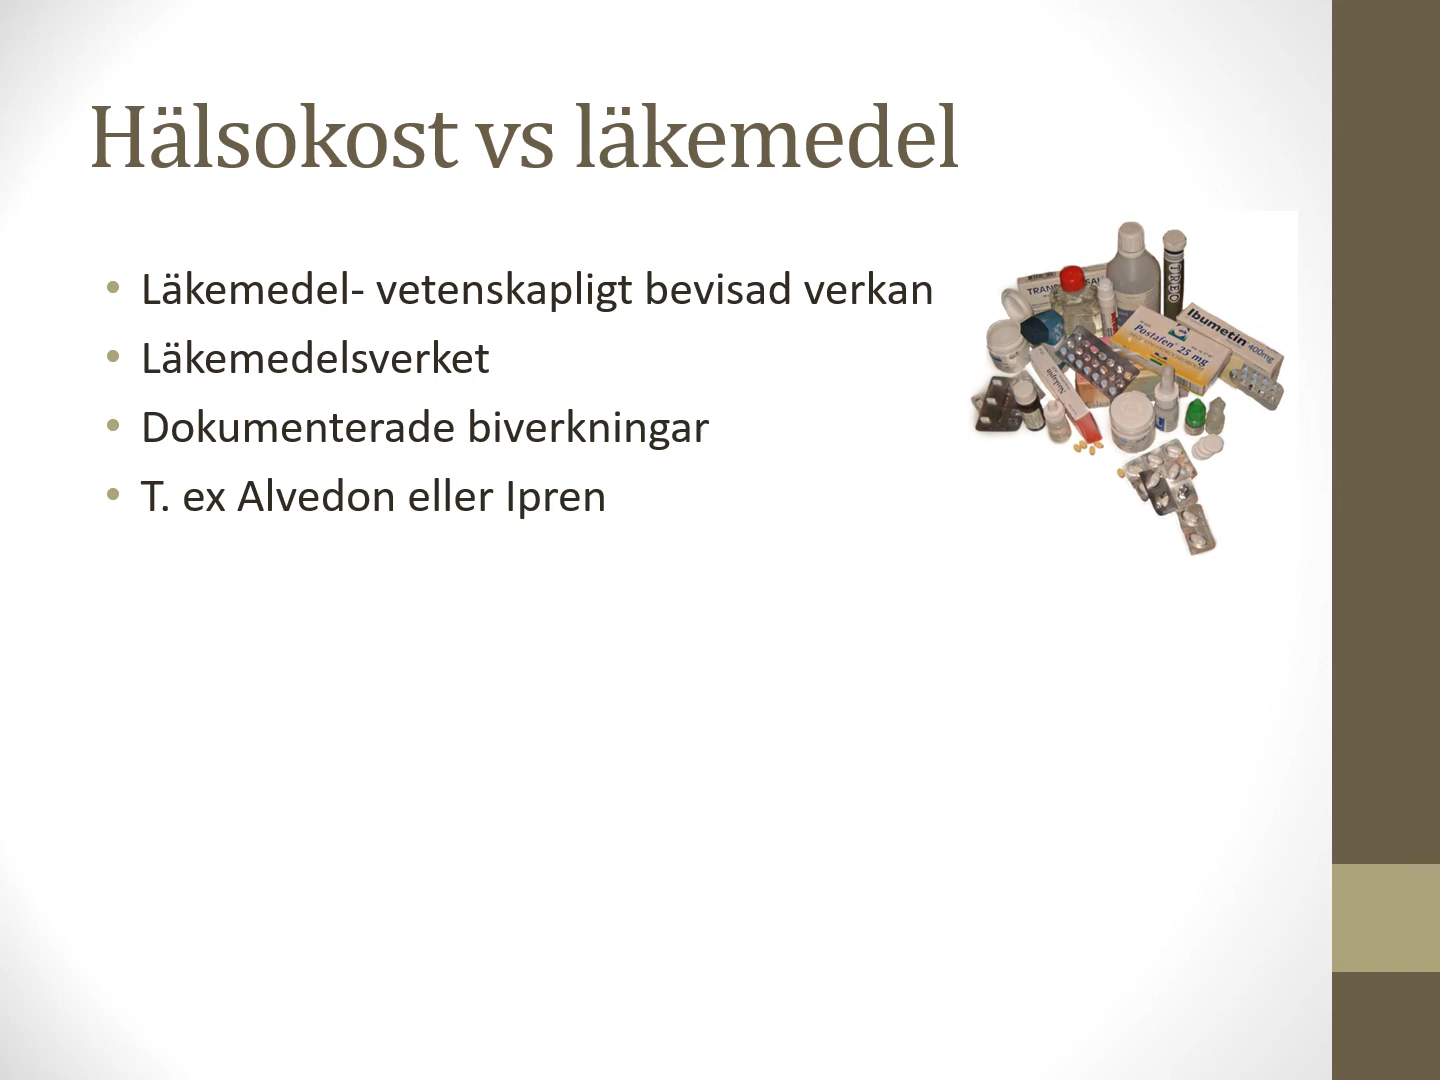 Hälsokost vs läkemedel
• Läkemedel- vetenskapligt bevisad verkan
• Läkemedelsverket
• Dokumenterade biverkningar
• T. ex Alvedon eller Ipren
TREO
Ibumetin 400mg
Postafen 25 mg